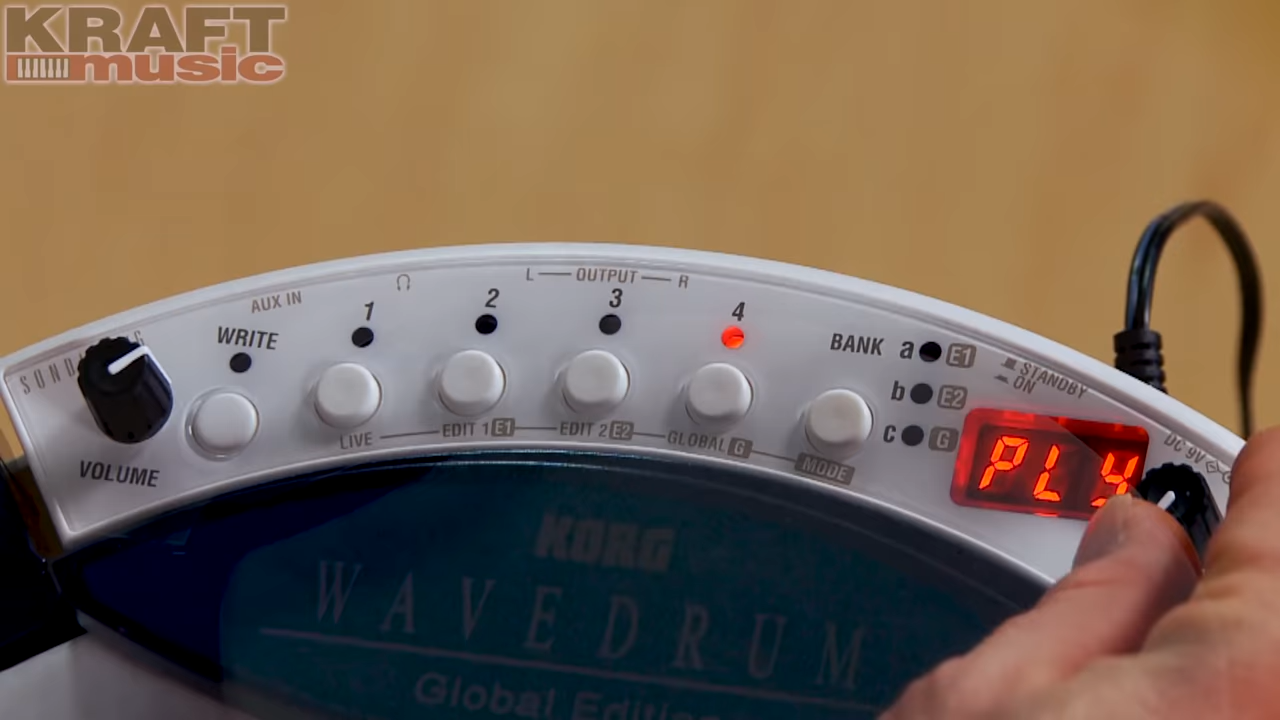 KRAFT
music
L OUTPUT R
AUX IN
WRITE
1
2
3
4
BANK
a E1
b E2
c G
STANDBY
ON
DC 9V
VOLUME
LIVE
EDIT 1 E1
EDIT 2 E2
GLOBAL G
MODE
PLY
KORG
WAVEDRUM
Global Edition